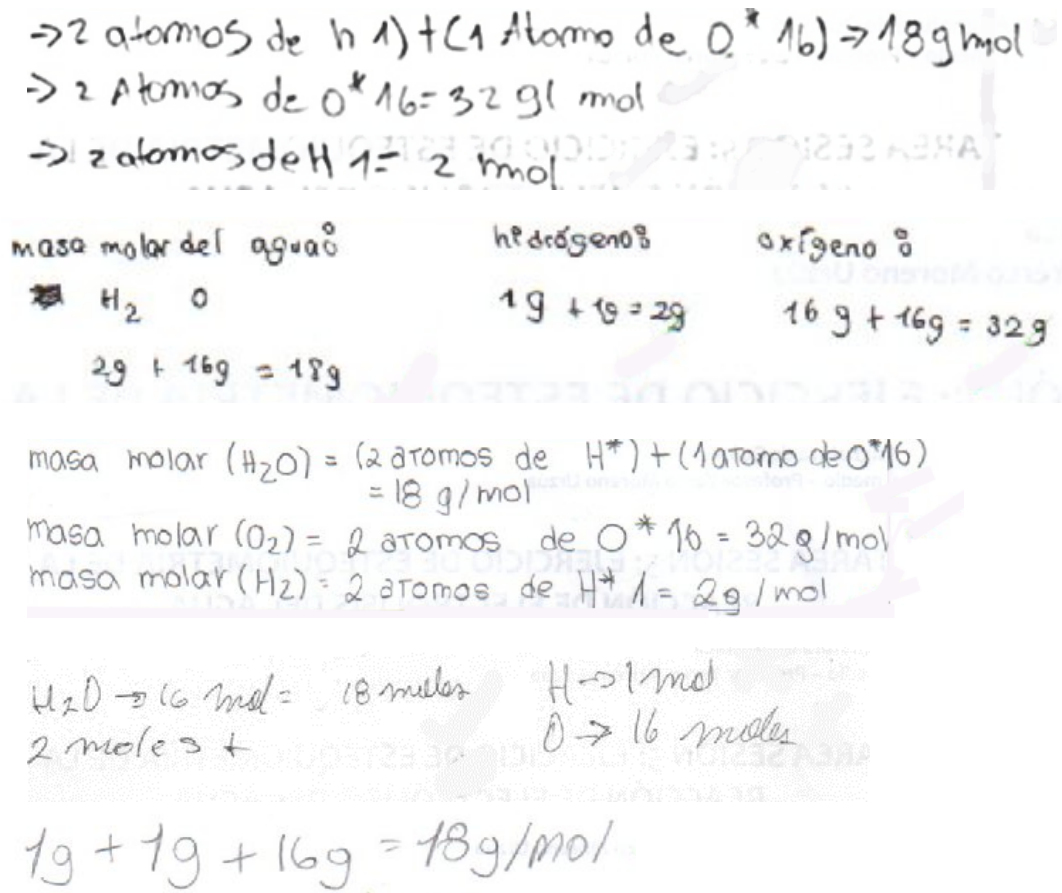 → 2 atomos de h 1) + (1 Atomo de O * 16) → 18 g mol
→ 2 Atomos de O * 16 = 32 g( mol
→ 2 atomos de H 1 = 2 mol
masa molar del agua: hidrógeno: oxígeno:
H₂ O 1g + 1g = 2g 16 g + 16g = 32g
2g + 16g = 18g
masa molar (H₂O) = (2 atomos de H*) + (1 atomo de O*16)
= 18 g/mol
masa molar (O₂) = 2 atomos de O * 16 = 32 g/mol
masa molar (H₂) = 2 atomos de H* 1 = 2g/mol
H₂O → 16 mol = 18 moles H → 1 mol
2 moles + O → 16 moles
1g + 1g + 16g = 18g/mol